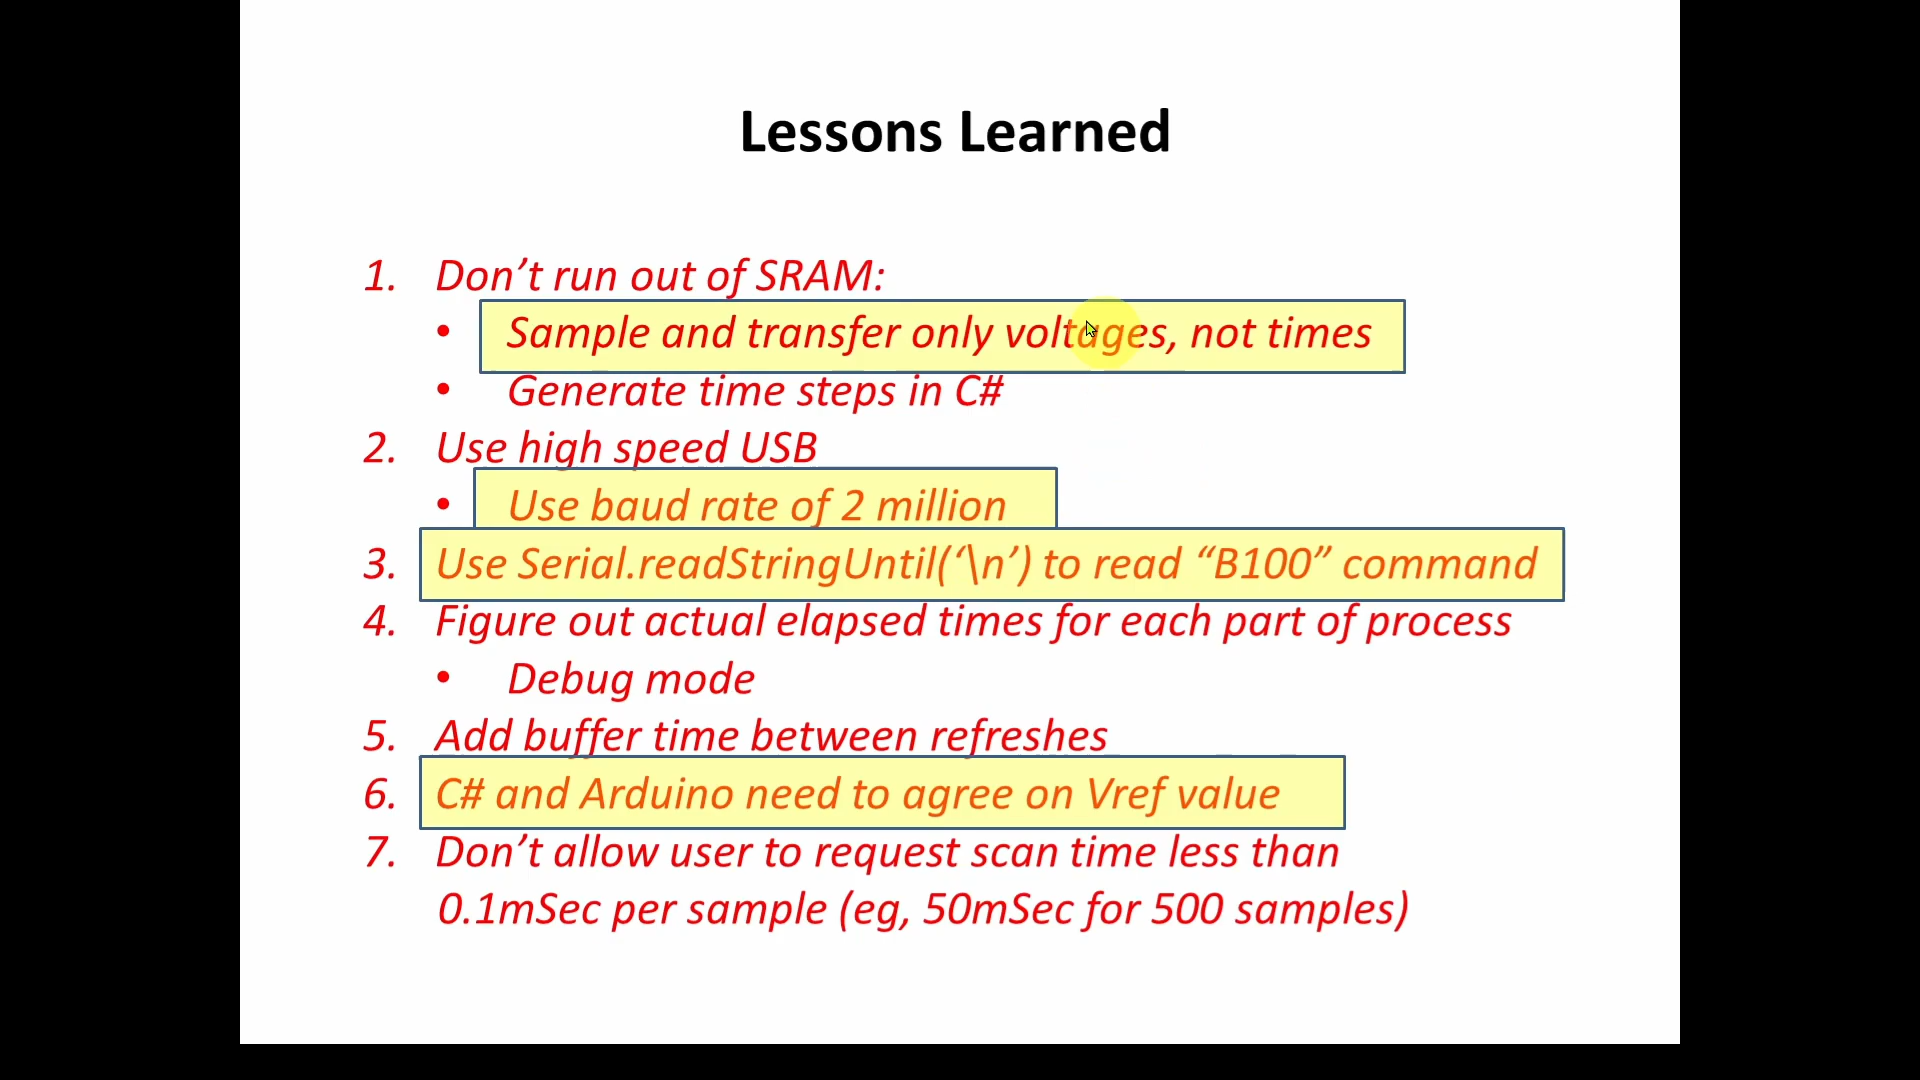 Lessons Learned
1. Don’t run out of SRAM:
• Sample and transfer only voltages, not times
• Generate time steps in C#
2. Use high speed USB
• Use baud rate of 2 million
3. Use Serial.readStringUntil(‘\n’) to read “B100” command
4. Figure out actual elapsed times for each part of process
• Debug mode
5. Add buffer time between refreshes
6. C# and Arduino need to agree on Vref value
7. Don’t allow user to request scan time less than
0.1mSec per sample (eg, 50mSec for 500 samples)